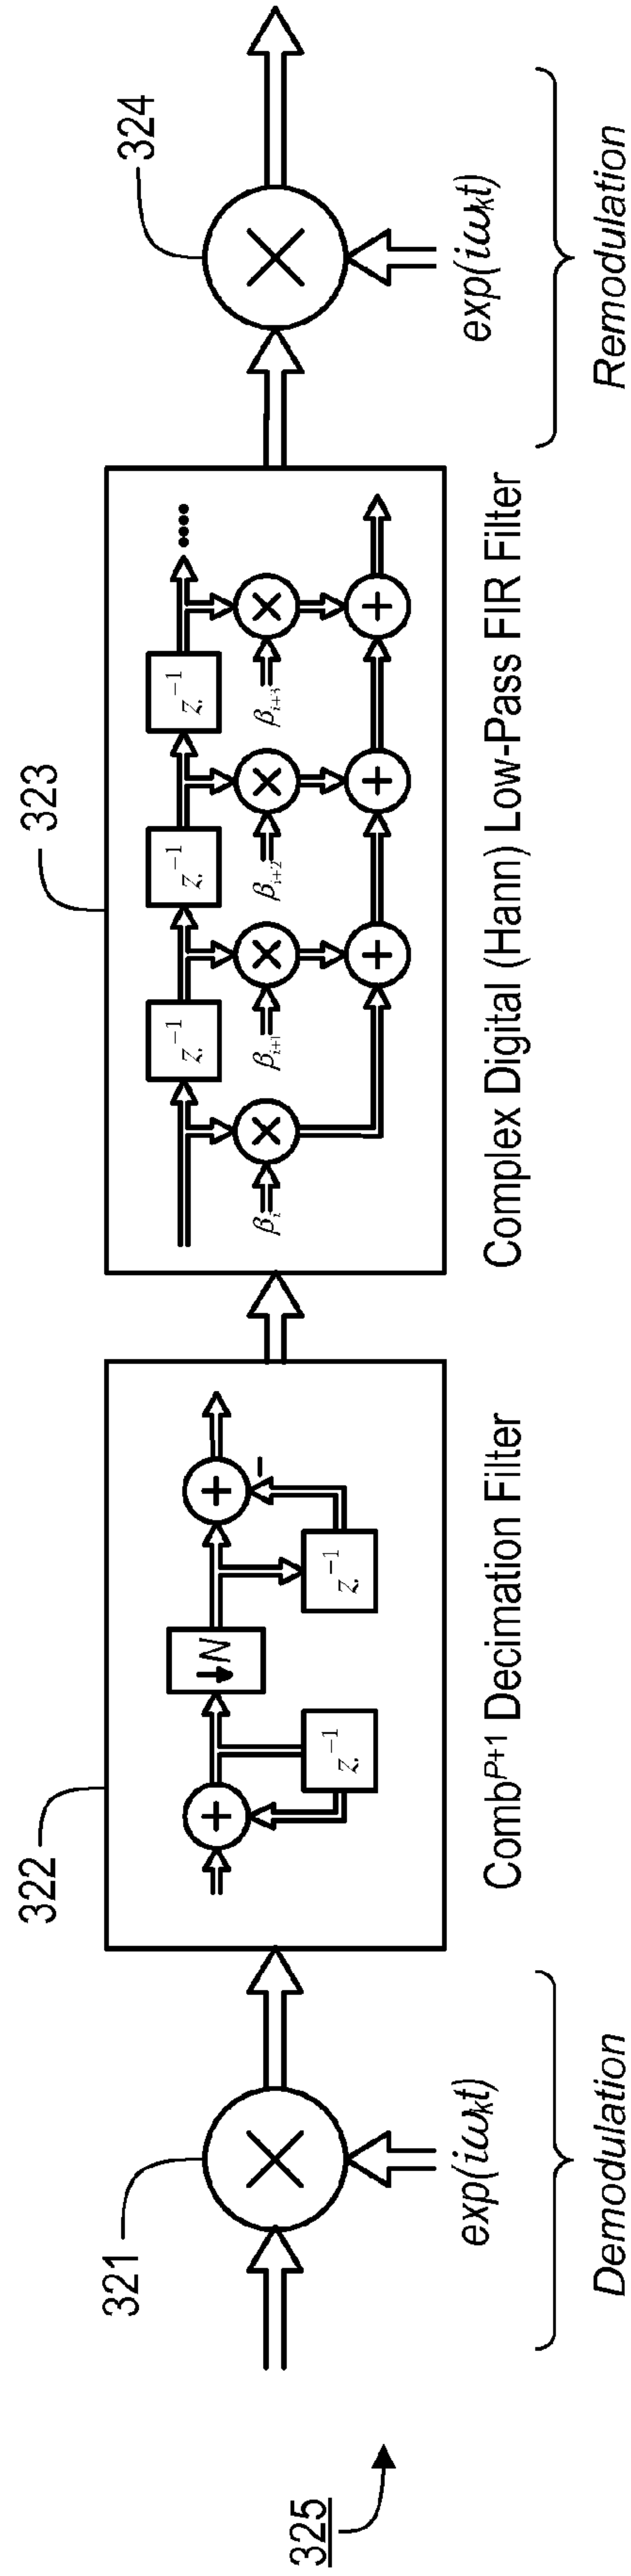 325
321
exp(iωₖt)
Demodulation
322
z⁻¹
↓N
z⁻¹
–
Combᴾ⁺¹ Decimation Filter
323
z⁻¹
z⁻¹
z⁻¹
βᵢ
βᵢ₊₁
βᵢ₊₂
βᵢ₊₃
Complex Digital (Hann) Low-Pass FIR Filter
324
exp(iωₖt)
Remodulation